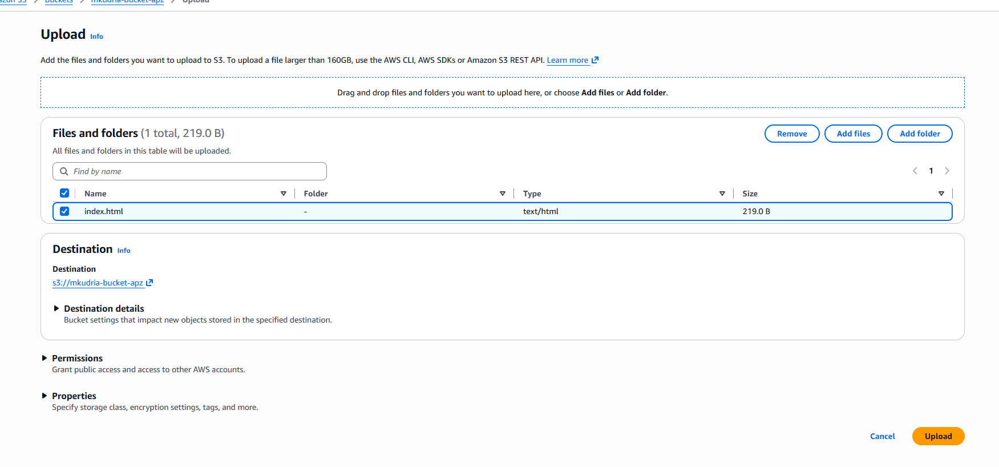 azon S3 > Buckets > mkudria-bucket-apz > Upload
Upload Info
Add the files and folders you want to upload to S3. To upload a file larger than 160GB, use the AWS CLI, AWS SDKs or Amazon S3 REST API. Learn more
Drag and drop files and folders you want to upload here, or choose Add files or Add folder.
Files and folders (1 total, 219.0 B)
Remove Add files Add folder
All files and folders in this table will be uploaded.
Find by name
1
Name Folder Type Size
index.html - text/html 219.0 B
Destination Info
Destination
s3://mkudria-bucket-apz
Destination details
Bucket settings that impact new objects stored in the specified destination.
Permissions
Grant public access and access to other AWS accounts.
Properties
Specify storage class, encryption settings, tags, and more.
Cancel Upload